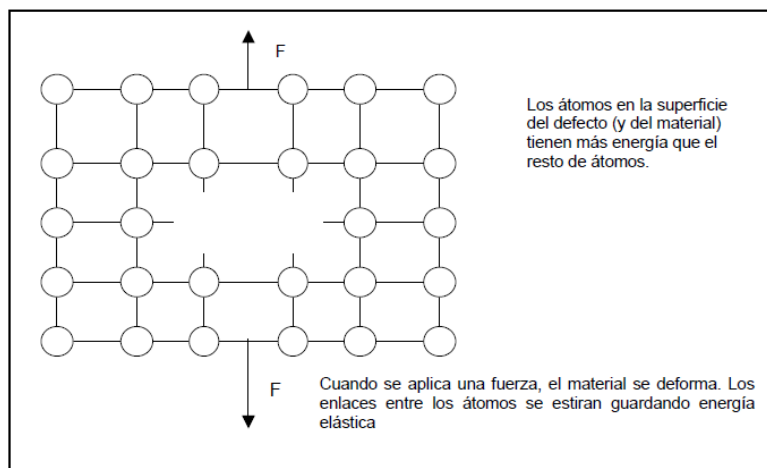 F
Los átomos en la superficie
del defecto (y del material)
tienen más energía que el
resto de átomos.
F
Cuando se aplica una fuerza, el material se deforma. Los
enlaces entre los átomos se estiran guardando energía
elástica